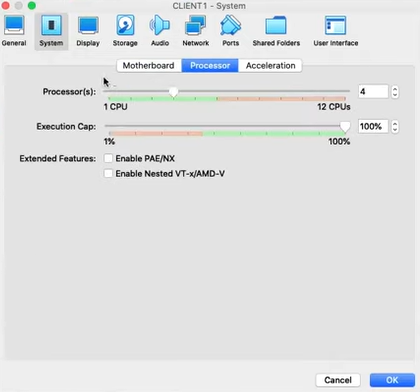 CLIENT1 - System
General System Display Storage Audio Network Ports Shared Folders User Interface
Motherboard Processor Acceleration
Processor(s): 4
1 CPU 12 CPUs
Execution Cap: 100%
1% 100%
Extended Features: Enable PAE/NX
Enable Nested VT-x/AMD-V
Cancel OK